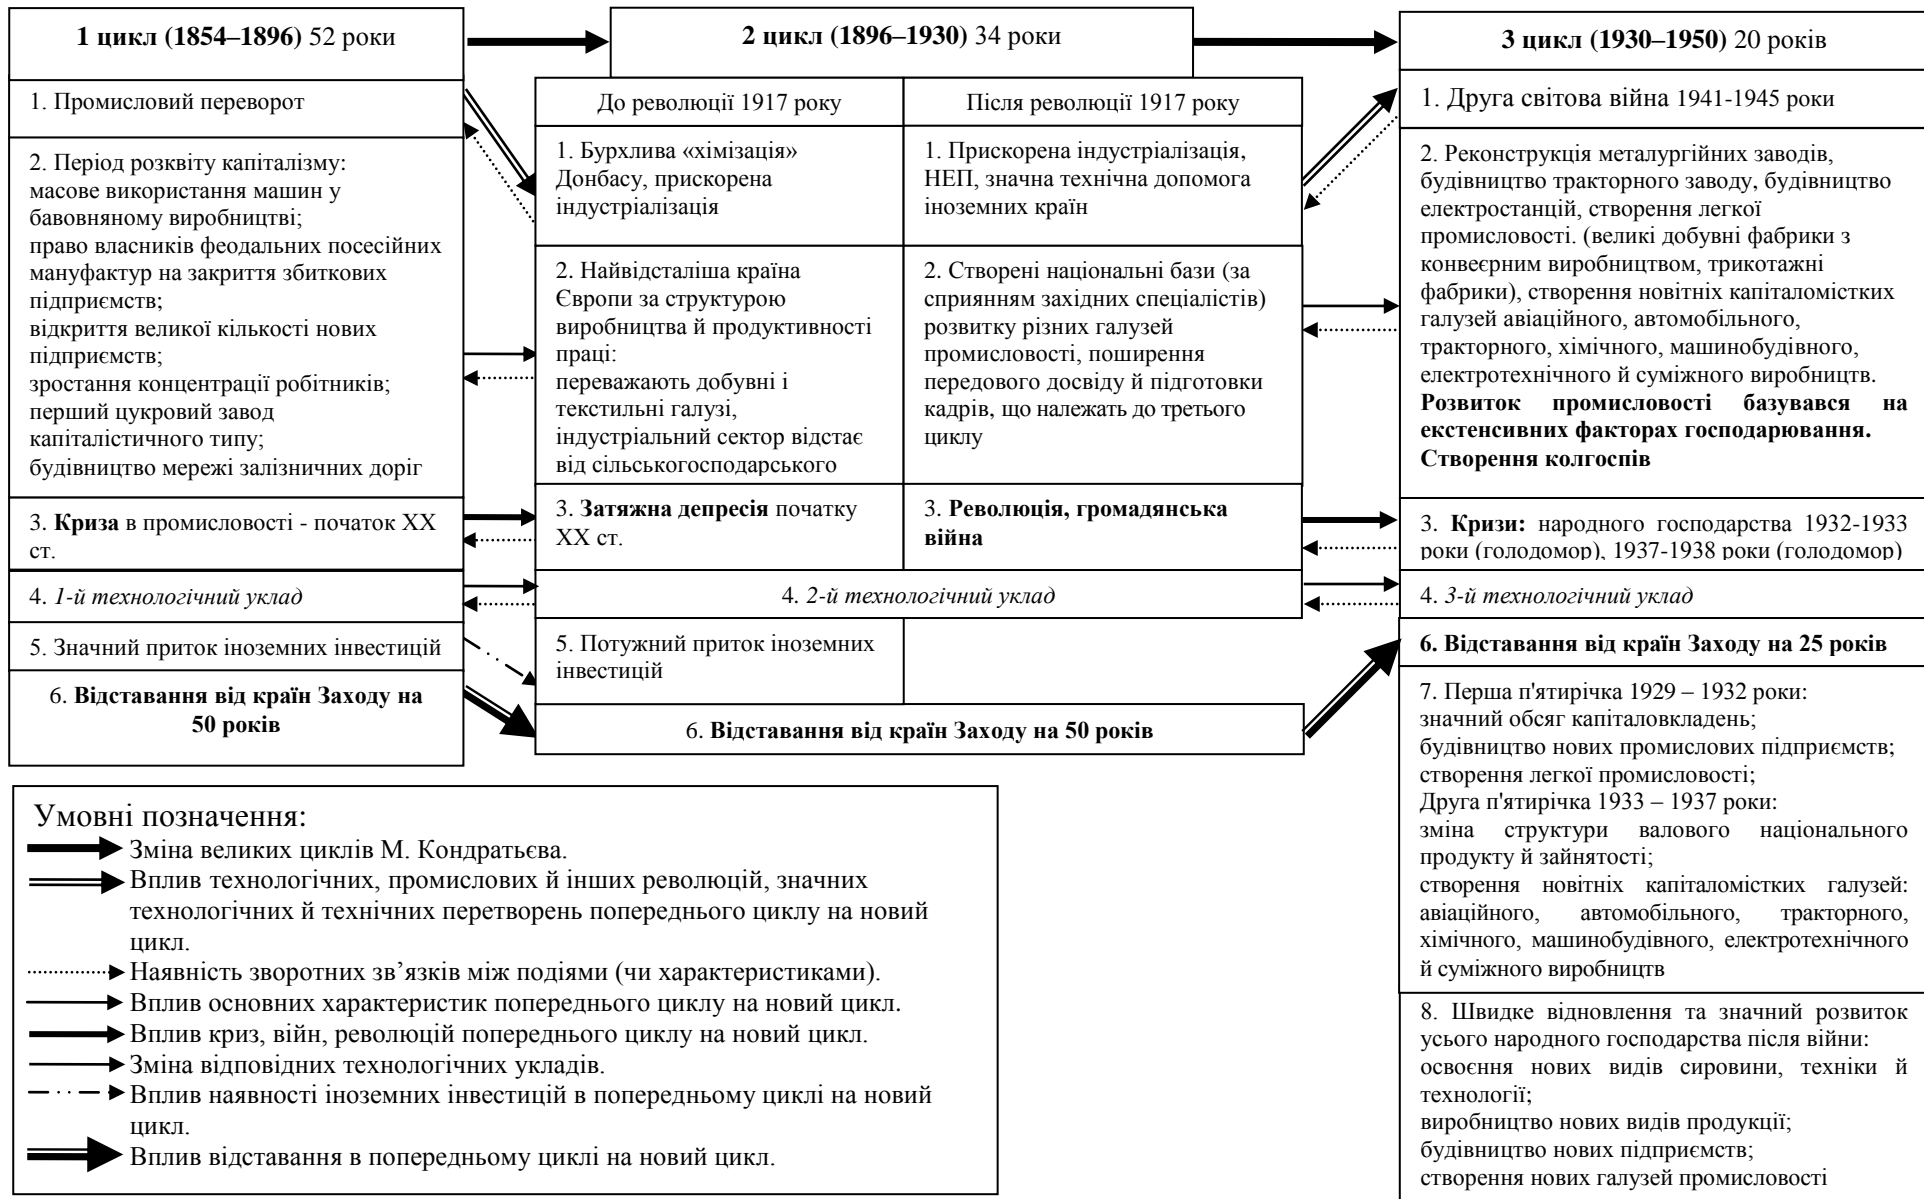 1 цикл (1854–1896) 52 роки
1. Промисловий переворот
2. Період розквіту капіталізму:
масове використання машин у
бавовняному виробництві;
право власників феодальних посесійних
мануфактур на закриття збиткових
підприємств;
відкриття великої кількості нових
підприємств;
зростання концентрації робітників;
перший цукровий завод
капіталістичного типу;
будівництво мережі залізничних доріг
3. Криза в промисловості - початок ХХ
ст.
4. 1-й технологічний уклад
5. Значний приток іноземних інвестицій
6. Відставання від країн Заходу на
50 років
2 цикл (1896–1930) 34 роки
До революції 1917 року
1. Бурхлива «хімізація»
Донбасу, прискорена
індустріалізація
2. Найвідсталіша країна
Європи за структурою
виробництва й продуктивності
праці:
переважають добувні і
текстильні галузі,
індустріальний сектор відстає
від сільськогосподарського
3. Затяжна депресія початку
ХХ ст.
Після революції 1917 року
1. Прискорена індустріалізація,
НЕП, значна технічна допомога
іноземних країн
2. Створені національні бази (за
сприянням західних спеціалістів)
розвитку різних галузей
промисловості, поширення
передового досвіду й підготовки
кадрів, що належать до третього
циклу
3. Революція, громадянська
війна
4. 2-й технологічний уклад
5. Потужний приток іноземних
інвестицій
6. Відставання від країн Заходу на 50 років
3 цикл (1930–1950) 20 років
1. Друга світова війна 1941-1945 роки
2. Реконструкція металургійних заводів,
будівництво тракторного заводу, будівництво
електростанцій, створення легкої
промисловості. (великі добувні фабрики з
конвеєрним виробництвом, трикотажні
фабрики), створення новітніх капіталомістких
галузей авіаційного, автомобільного,
тракторного, хімічного, машинобудівного,
електротехнічного й суміжного виробництв.
Розвиток промисловості базувався на
екстенсивних факторах господарювання.
Створення колгоспів
3. Кризи: народного господарства 1932-1933
роки (голодомор), 1937-1938 роки (голодомор)
4. 3-й технологічний уклад
6. Відставання від країн Заходу на 25 років
7. Перша п'ятирічка 1929 – 1932 роки:
значний обсяг капіталовкладень;
будівництво нових промислових підприємств;
створення легкої промисловості;
Друга п'ятирічка 1933 – 1937 роки:
зміна структури валового національного
продукту й зайнятості;
створення новітніх капіталомістких галузей:
авіаційного, автомобільного, тракторного,
хімічного, машинобудівного, електротехнічного
й суміжного виробництв
8. Швидке відновлення та значний розвиток
усього народного господарства після війни:
освоєння нових видів сировини, техніки й
технології;
виробництво нових видів продукції;
будівництво нових підприємств;
створення нових галузей промисловості
Умовні позначення:
Зміна великих циклів М. Кондратьєва.
Вплив технологічних, промислових й інших революцій, значних
технологічних й технічних перетворень попереднього циклу на новий
цикл.
Наявність зворотних зв’язків між подіями (чи характеристиками).
Вплив основних характеристик попереднього циклу на новий цикл.
Вплив криз, війн, революцій попереднього циклу на новий цикл.
Зміна відповідних технологічних укладів.
Вплив наявності іноземних інвестицій в попередньому циклі на новий
цикл.
Вплив відставання в попередньому циклі на новий цикл.